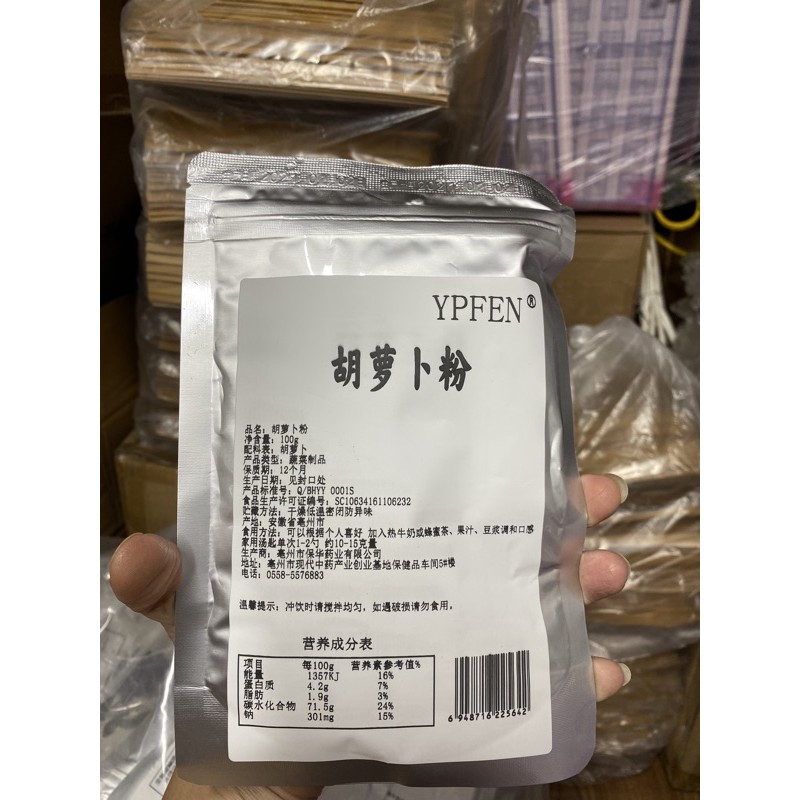 YPFEN®
胡萝卜粉
品名：胡萝卜粉
净含量：100g
配料表：胡萝卜
产品类型：蔬菜制品
保质期：12个月
生产日期：见封口处
产品标准号：Q/BHYY 0001S
食品生产许可证编号：SC10634161106232
贮藏方法：干燥低温密闭防异味
产地：安徽省亳州市
食用方法：可以根据个人喜好 加入热牛奶或蜂蜜茶、果汁、豆浆调和口感
家用汤匙单次1-2勺 约10-15克量
生产商：亳州市保华药业有限公司
地址：亳州市现代中药产业创业基地保健品车间5#楼
电话：0558-5576883
温馨提示：冲饮时请搅拌均匀，如遇破损请勿食用。
营养成分表
项目 每100g 营养素参考值%
能量 1357KJ 16%
蛋白质 4.2g 7%
脂肪 1.9g 3%
碳水化合物 71.5g 24%
钠 301mg 15%
6 948716 225642